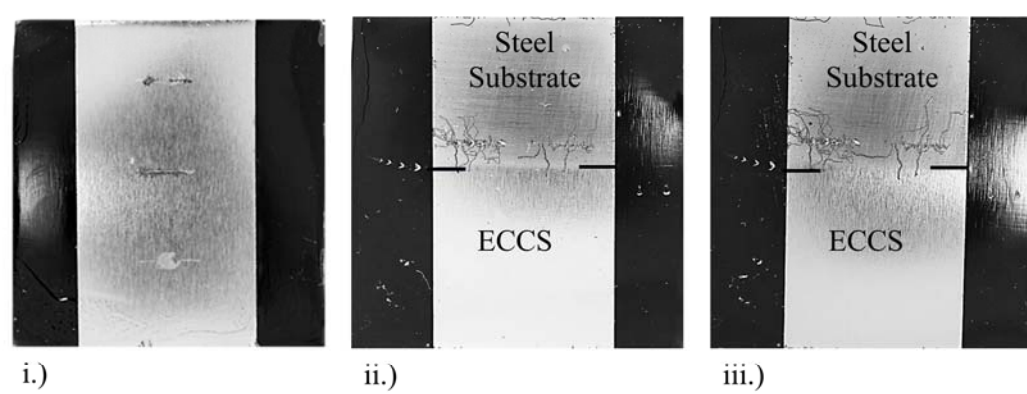 Steel
Substrate
ECCS
Steel
Substrate
ECCS
i.)
ii.)
iii.)